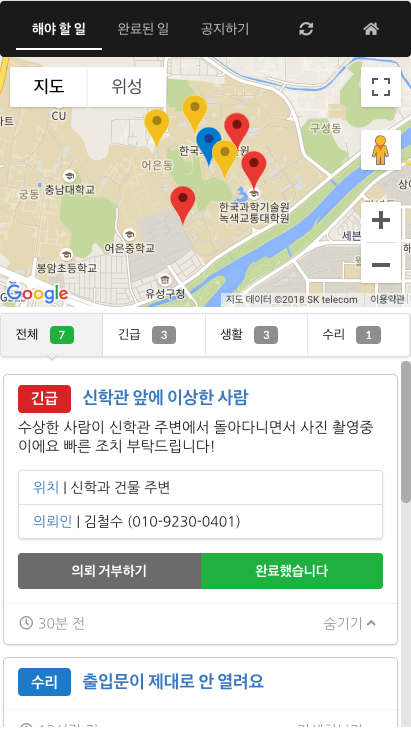 해야 할 일 완료된 일 공지하기
지도 위성
CU
구성동
어은동
궁동
충남대학교
한국과학기술원
녹색교통대학원
어은중학교
세븐
봉암초등학교
유성구청
Google
지도 데이터 ©2018 SK telecom 이용약관
전체 7 긴급 3 생활 3 수리 1
긴급 신학관 앞에 이상한 사람
수상한 사람이 신학관 주변에서 돌아다니면서 사진 촬영중
이에요 빠른 조치 부탁드립니다!
위치 | 신학과 건물 주변
의뢰인 | 김철수 (010-9230-0401)
의뢰 거부하기 완료했습니다
30분 전 숨기기
수리 출입문이 제대로 안 열려요